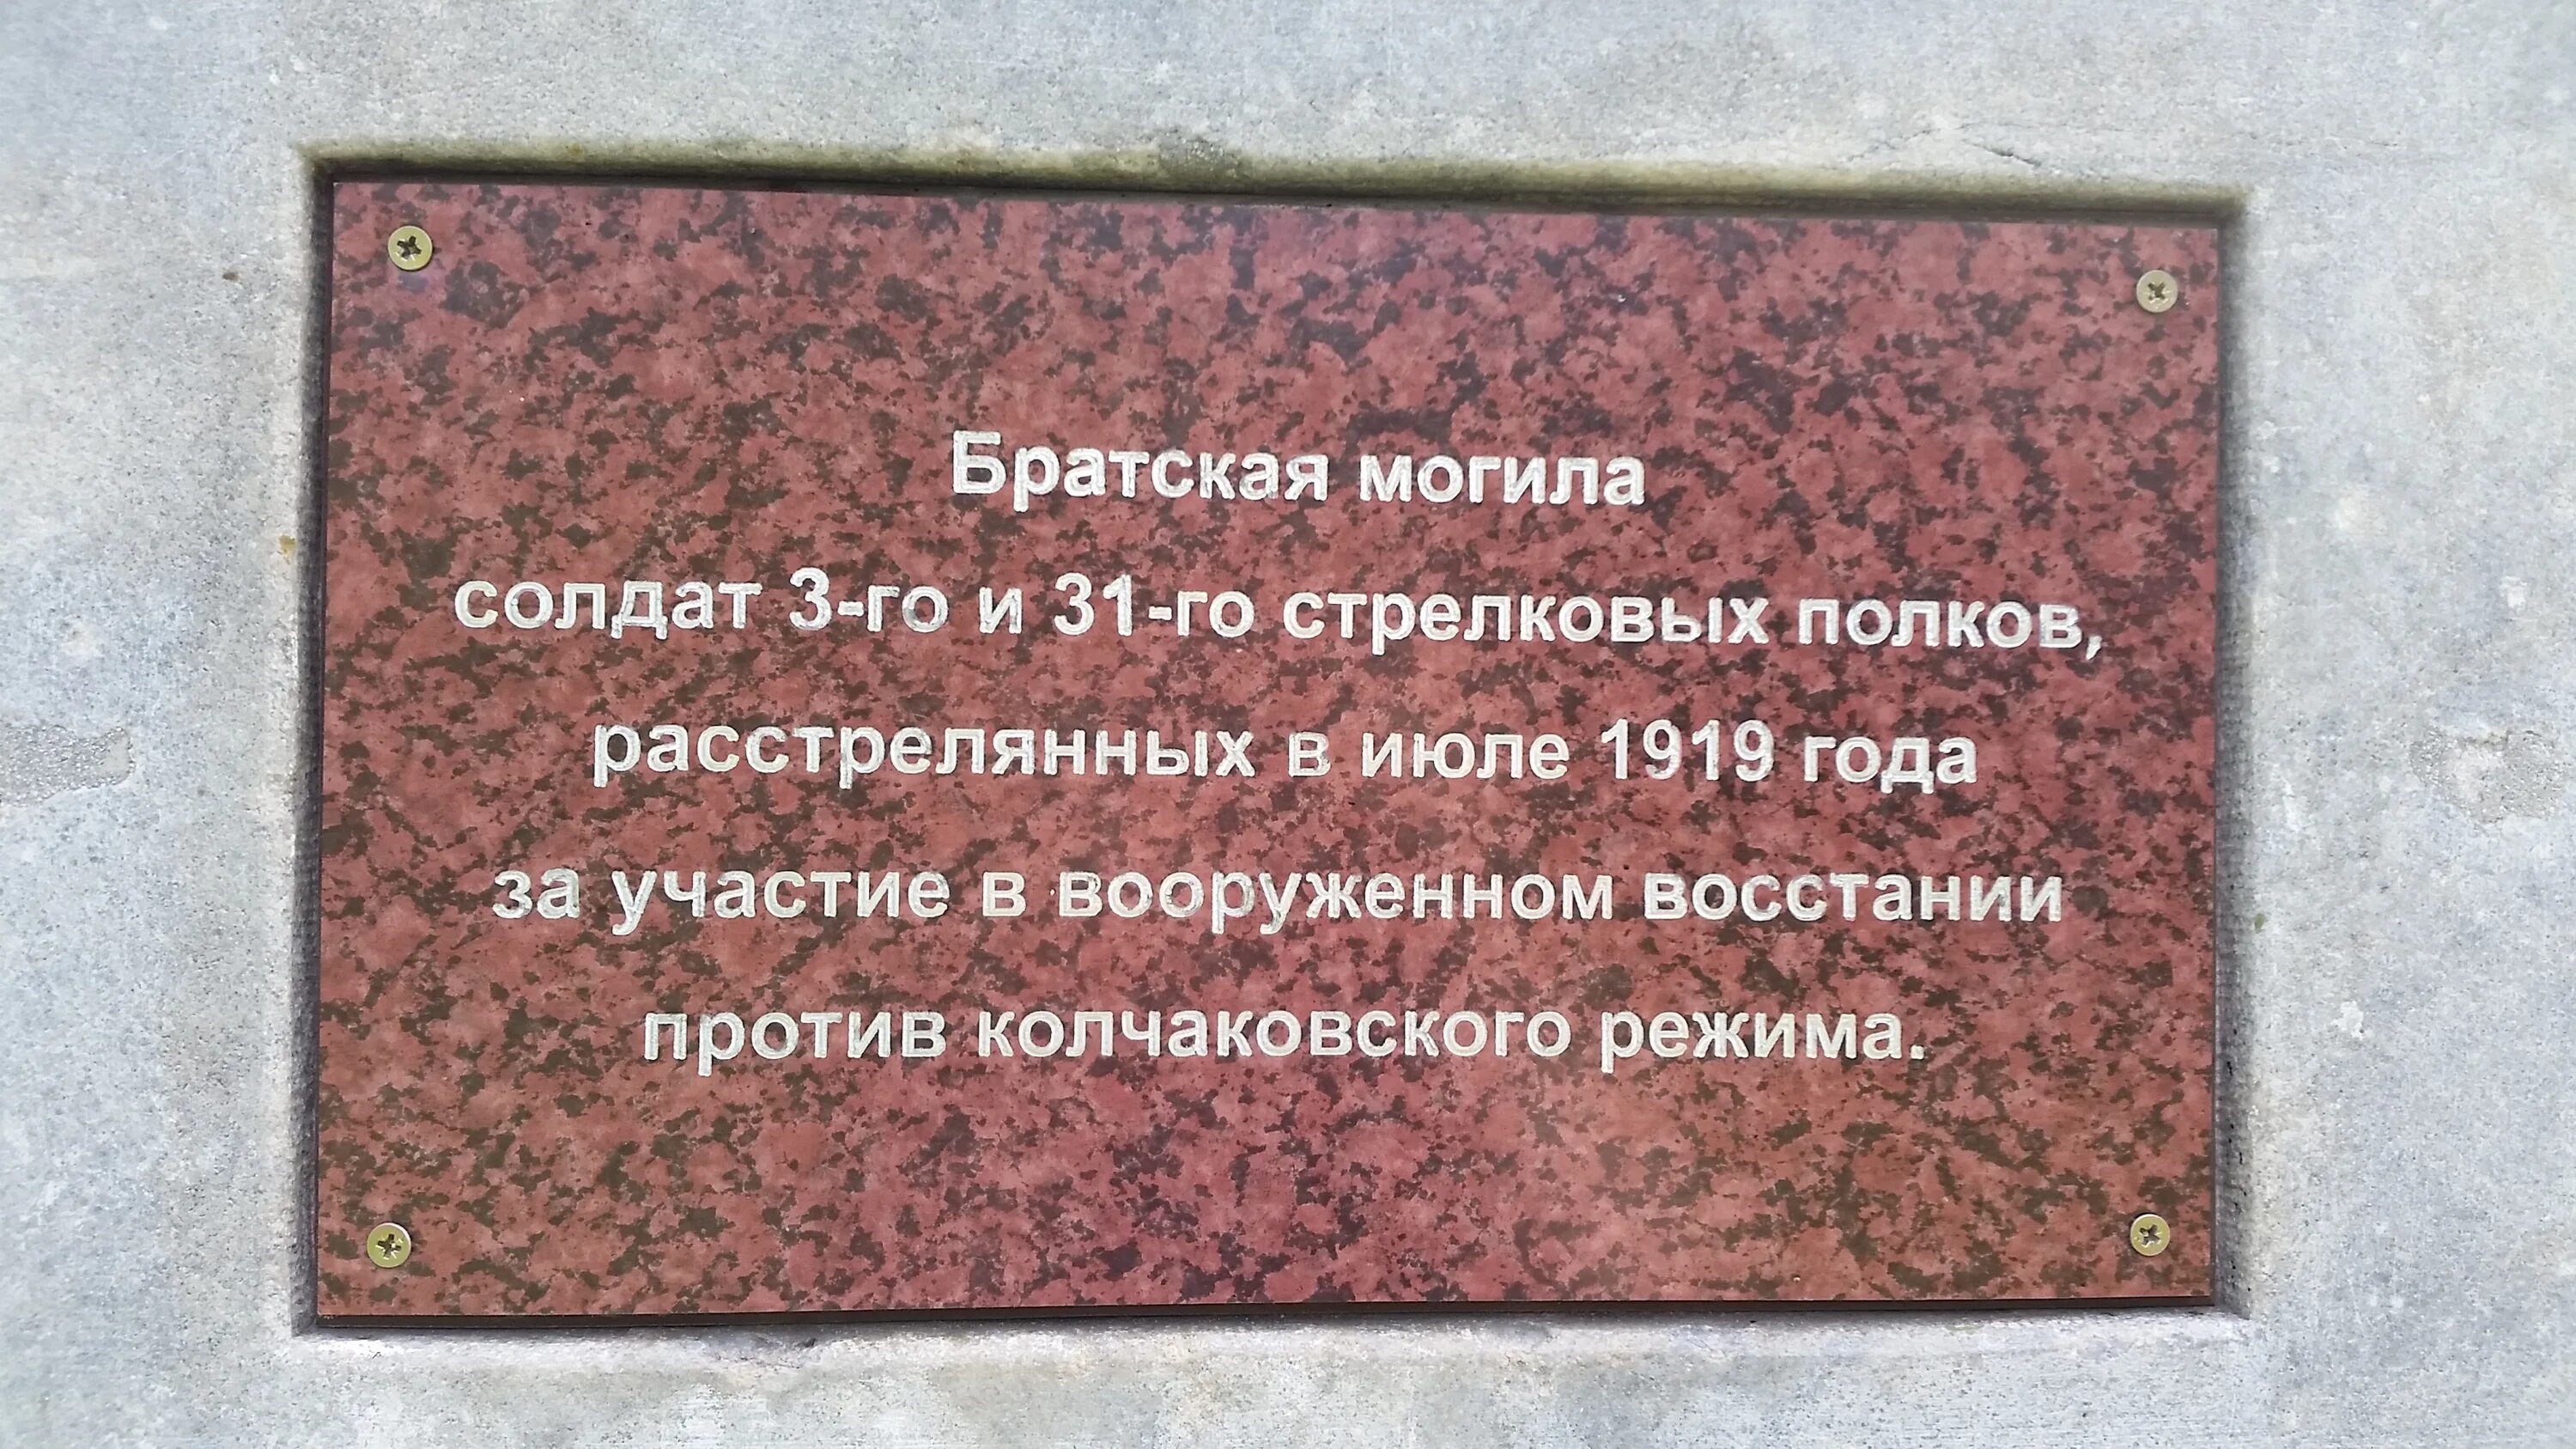 Братская могила
солдат 3-го и 31-го стрелковых полков,
расстрелянных в июле 1919 года
за участие в вооруженном восстании
против колчаковского режима.